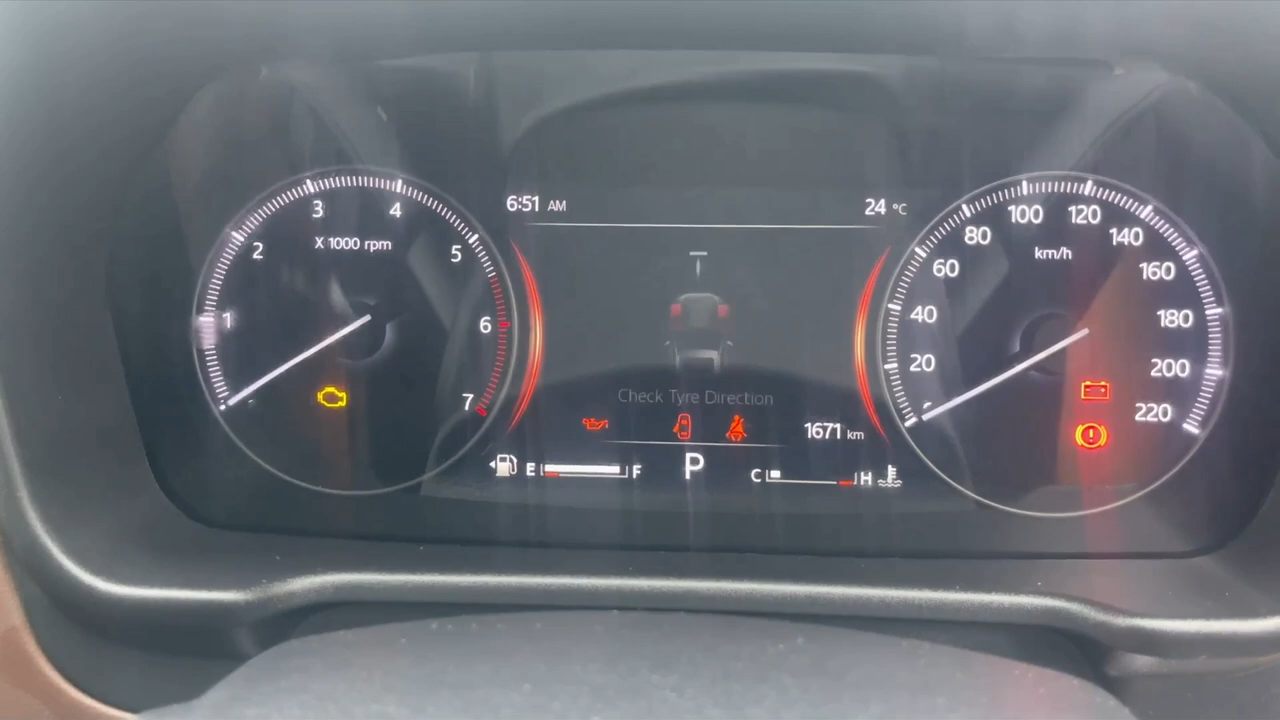 6:51 AM
24 °C
1
2
3
4
5
6
7
X 1000 rpm
20
40
60
80
100
120
140
160
180
200
220
km/h
Check Tyre Direction
1671 km
E F
P
C H